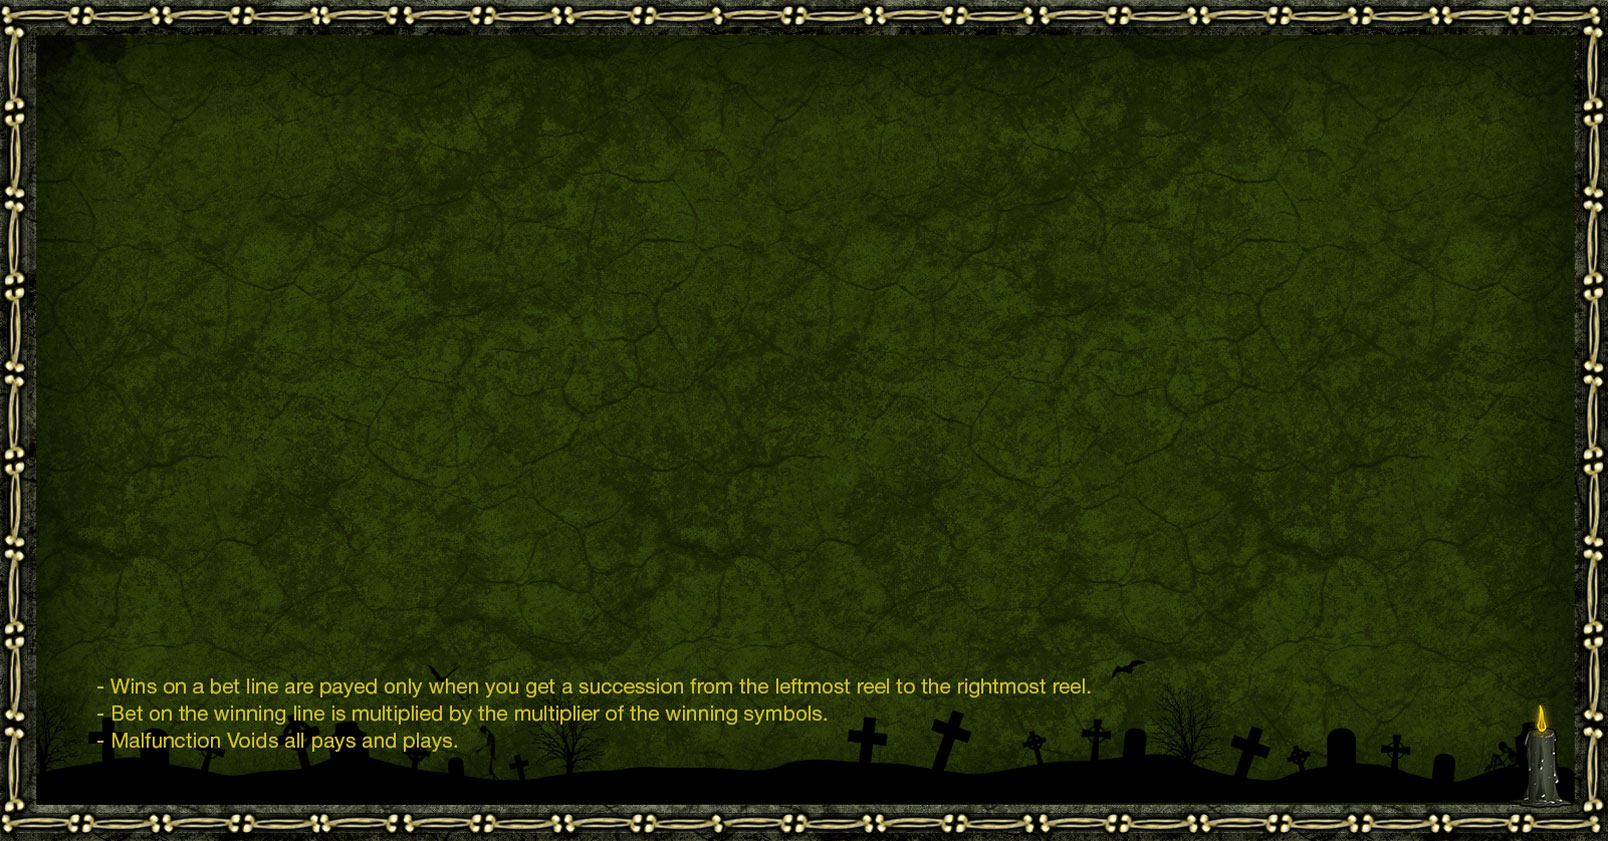 - Wins on a bet line are payed only when you get a succession from the leftmost reel to the rightmost reel.
- Bet on the winning line is multiplied by the multiplier of the winning symbols.
- Malfunction Voids all pays and plays.